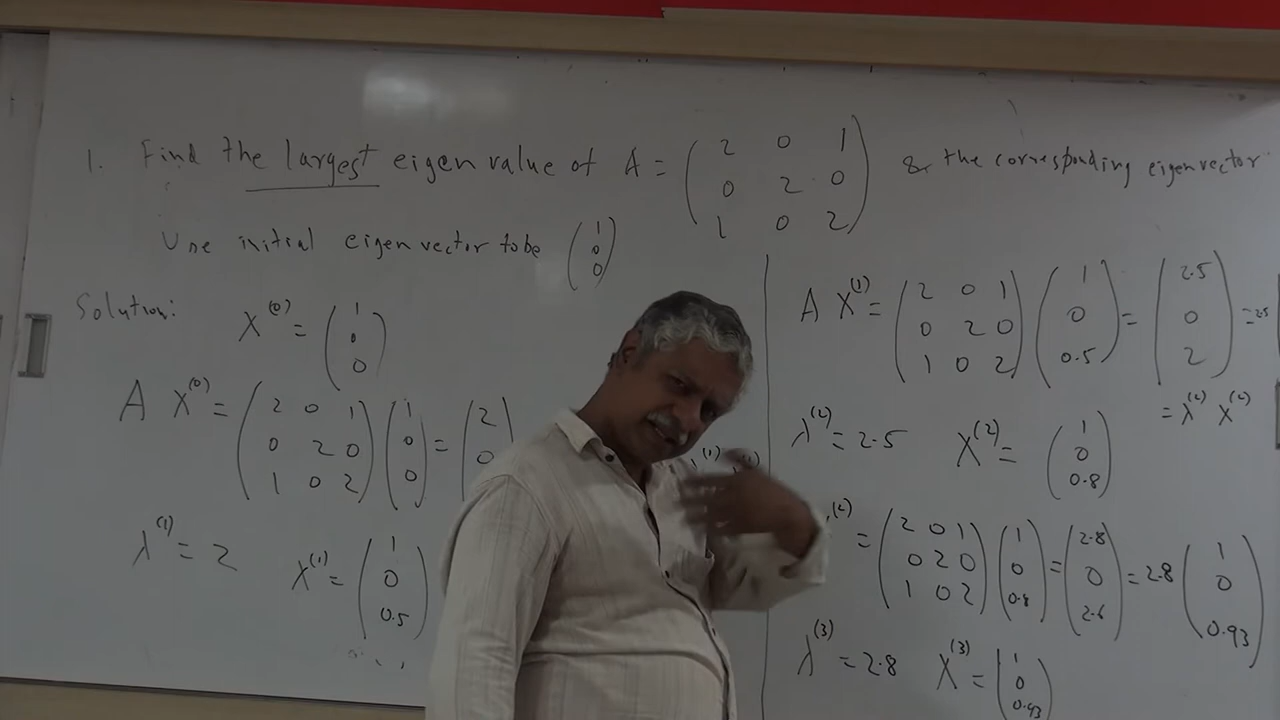 1. Find the largest eigen value of A = ( 2 0 1 ; 0 2 0 ; 1 0 2 ) & the corresponding eigenvector.
Use initial eigenvector to be ( 1 ; 0 ; 0 )
Solution: X^(0) = ( 1 ; 0 ; 0 )
A X^(0) = ( 2 0 1 ; 0 2 0 ; 1 0 2 ) ( 1 ; 0 ; 0 ) = ( 2 ; 0
λ^(1) = 2 X^(1) = ( 1 ; 0 ; 0.5 )
A X^(1) = ( 2 0 1 ; 0 2 0 ; 1 0 2 ) ( 1 ; 0 ; 0.5 ) = ( 2.5 ; 0 ; 2 ) = 2.5
= λ^(2) X^(2)
λ^(2) = 2.5 X^(2) = ( 1 ; 0 ; 0.8 )
^(2) = ( 2 0 1 ; 0 2 0 ; 1 0 2 ) ( 1 ; 0 ; 0.8 ) = ( 2.8 ; 0 ; 2.6 ) = 2.8 ( 1 ; 0 ; 0.93 )
λ^(3) = 2.8 X^(3) = ( 1 ; 0 ; 0.93 )